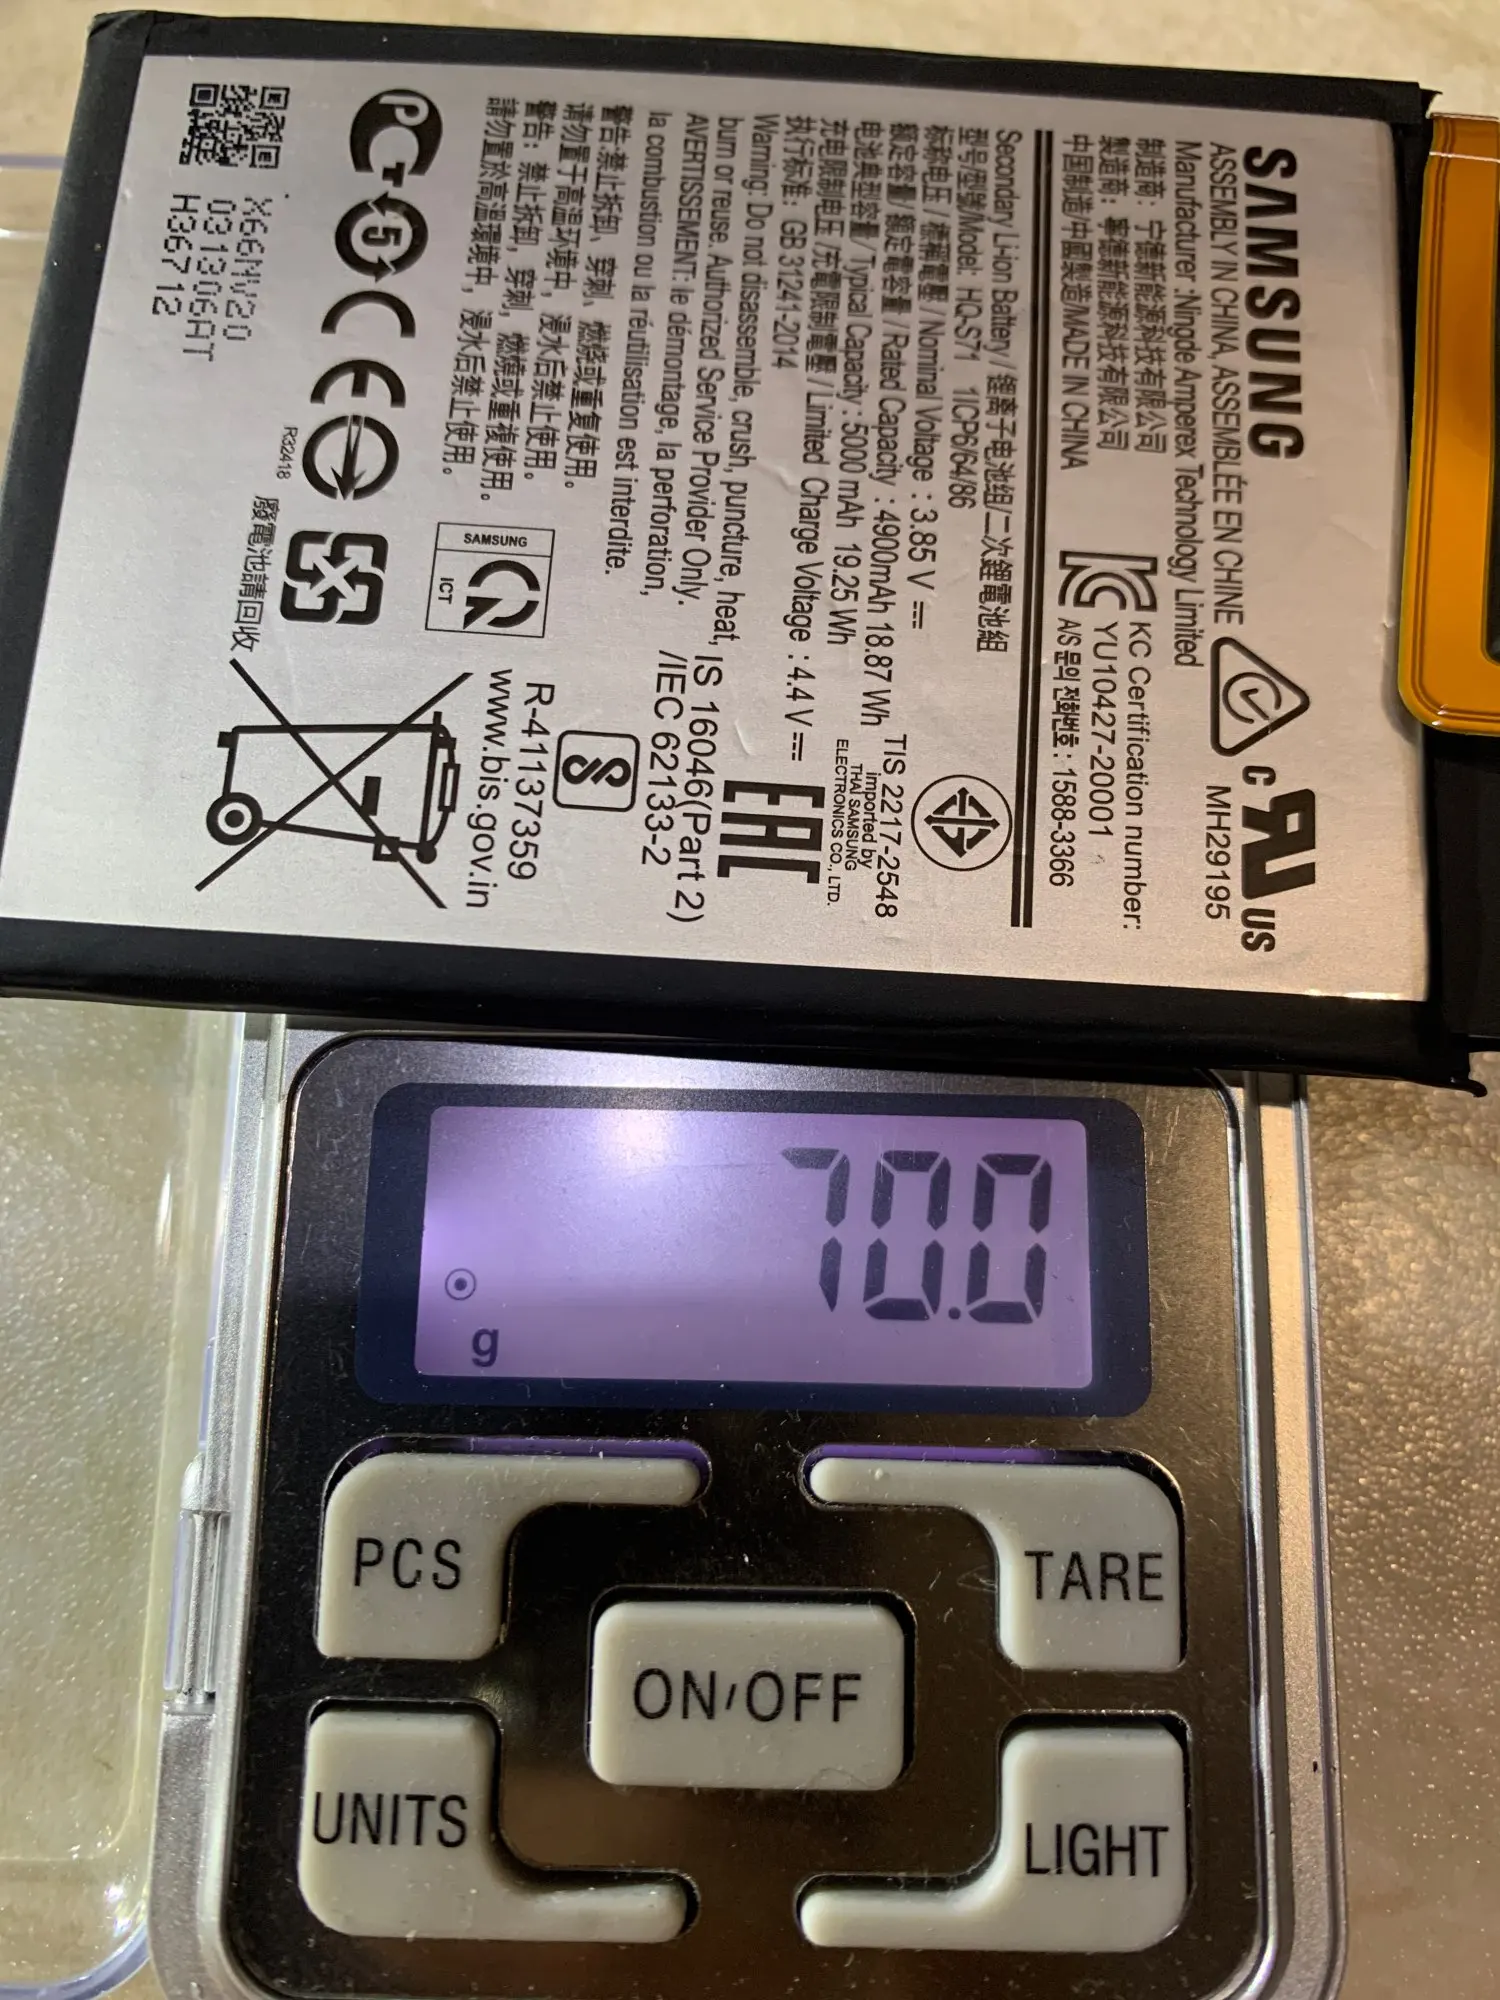 SAMSUNG
ASSEMBLY IN CHINA, ASSEMBLÉE EN CHINE
Manufacturer :Ningde Amperex Technology Limited
制造商：宁德新能源科技有限公司
製造商：寧德新能源科技有限公司
中国制造/中國製造/MADE IN CHINA
c US
MH29195
KC Certification number:
YU10427-20001
A/S 문의 전화번호 : 1588-3366
Secondary Li-ion Battery / 锂离子电池组/二次鋰電池組
型号/型號/Model: HQ-S71 1ICP6/64/86
标称电压 / 標稱電壓 / Nominal Voltage : 3.85 V
额定容量/ 額定電容量 / Rated Capacity : 4900mAh 18.87 Wh
电池典型容量 / Typical Capacity : 5000 mAh 19.25 Wh
充电限制电压 /充電限制電壓 / Limited Charge Voltage : 4.4 V
执行标准：GB 31241-2014
Warning: Do not disassemble, crush, puncture, heat,
burn or reuse. Authorized Service Provider Only.
AVERTISSEMENT: le démontage, la perforation,
la combustion ou la réutilisation est interdite.
警告:禁止拆卸、穿刺、燃烧或重复使用。
请勿置于高温环境中，浸水后禁止使用。
警告：禁止拆卸，穿刺，燃燒或重複使用。
請勿置於高溫環境中，浸水后禁止使用。
TIS 2217-2548
imported by
THAI SAMSUNG
ELECTRONICS CO., LTD.
EAC
IS 16046(Part 2)
/IEC 62133-2
R-41137359
www.bis.gov.in
SAMSUNG
ICT
PCT
5
CE
R32418
廢電池請回收
X66NV20
031306AT
H36712
70.0
g
PCS
TARE
ON/OFF
UNITS
LIGHT